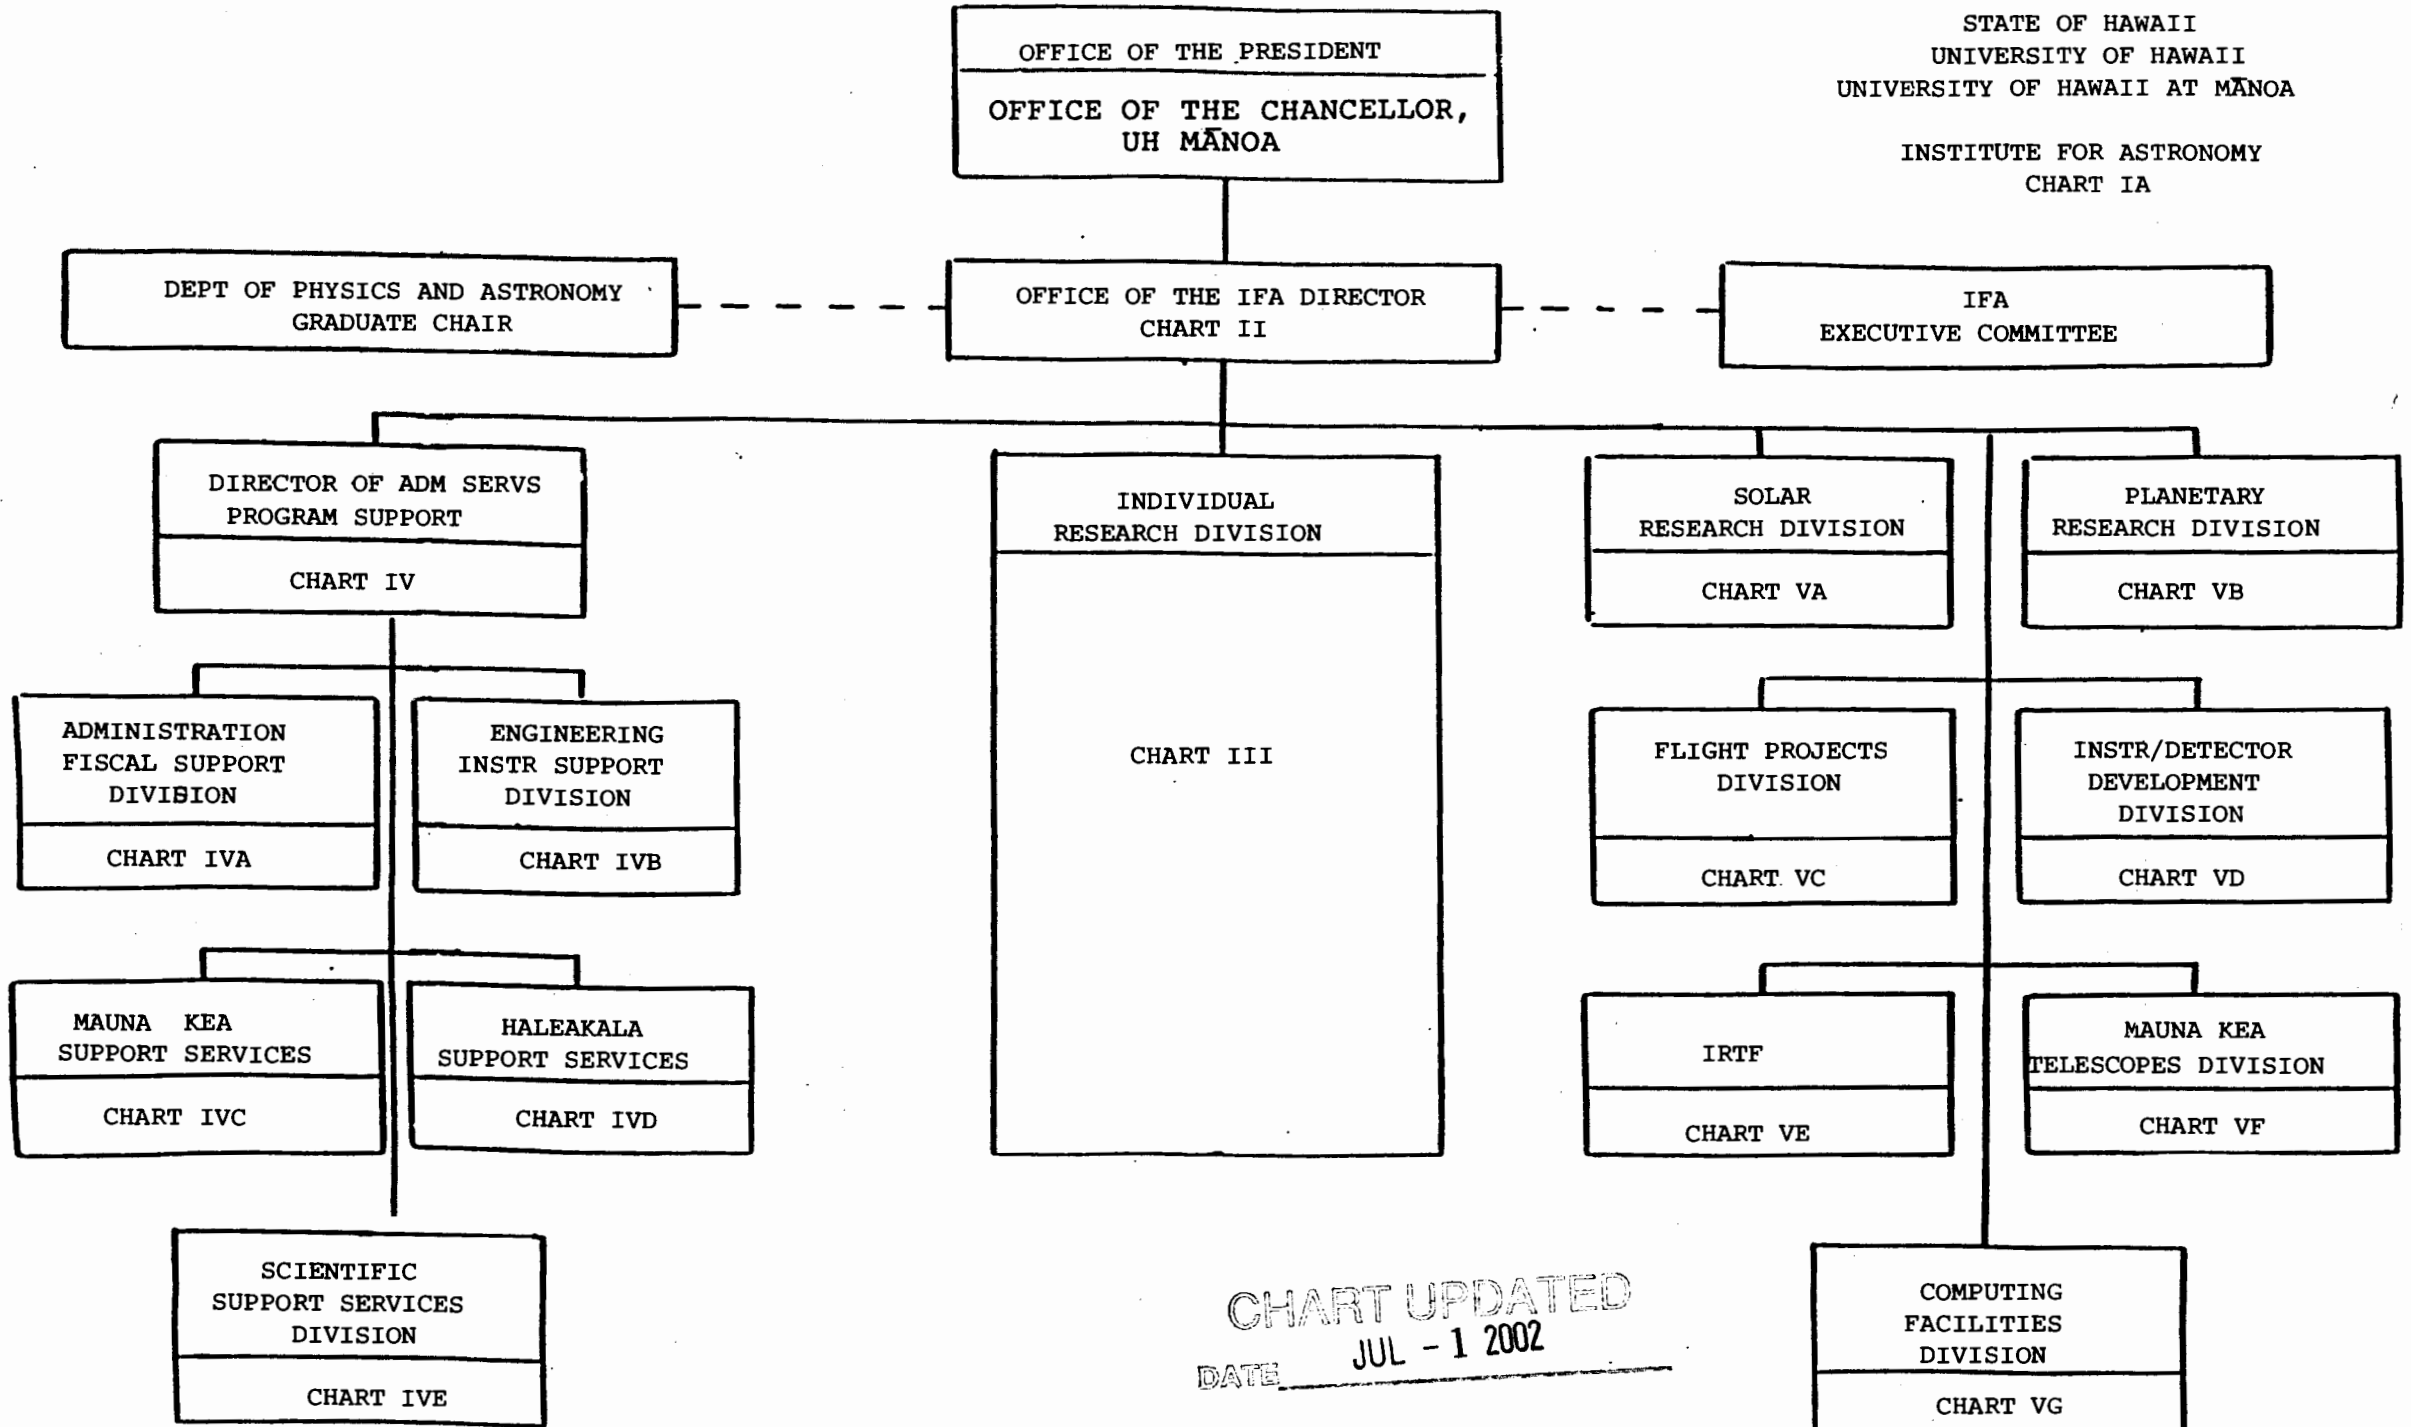 OFFICE OF THE PRESIDENT
OFFICE OF THE CHANCELLOR,
UH MĀNOA
STATE OF HAWAII
UNIVERSITY OF HAWAII
UNIVERSITY OF HAWAII AT MĀNOA
INSTITUTE FOR ASTRONOMY
CHART IA
DEPT OF PHYSICS AND ASTRONOMY
GRADUATE CHAIR
OFFICE OF THE IFA DIRECTOR
CHART II
IFA
EXECUTIVE COMMITTEE
DIRECTOR OF ADM SERVS
PROGRAM SUPPORT
CHART IV
INDIVIDUAL
RESEARCH DIVISION
CHART III
SOLAR
RESEARCH DIVISION
CHART VA
PLANETARY
RESEARCH DIVISION
CHART VB
ADMINISTRATION
FISCAL SUPPORT
DIVISION
CHART IVA
ENGINEERING
INSTR SUPPORT
DIVISION
CHART IVB
FLIGHT PROJECTS
DIVISION
CHART VC
INSTR/DETECTOR
DEVELOPMENT
DIVISION
CHART VD
MAUNA KEA
SUPPORT SERVICES
CHART IVC
HALEAKALA
SUPPORT SERVICES
CHART IVD
IRTF
CHART VE
MAUNA KEA
TELESCOPES DIVISION
CHART VF
SCIENTIFIC
SUPPORT SERVICES
DIVISION
CHART IVE
CHART UPDATED
DATE JUL - 1 2002
COMPUTING
FACILITIES
DIVISION
CHART VG